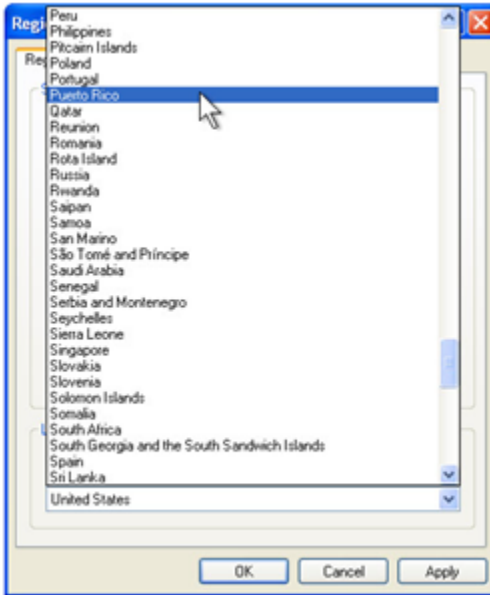 Regi
Reg
Peru
Philippines
Pitcairn Islands
Poland
Portugal
Puerto Rico
Qatar
Reunion
Romania
Rota Island
Russia
Rwanda
Saipan
Samoa
San Marino
São Tomé and Príncipe
Saudi Arabia
Senegal
Serbia and Montenegro
Seychelles
Sierra Leone
Singapore
Slovakia
Slovenia
Solomon Islands
Somalia
South Africa
South Georgia and the South Sandwich Islands
Spain
Sri Lanka
United States
OK Cancel Apply